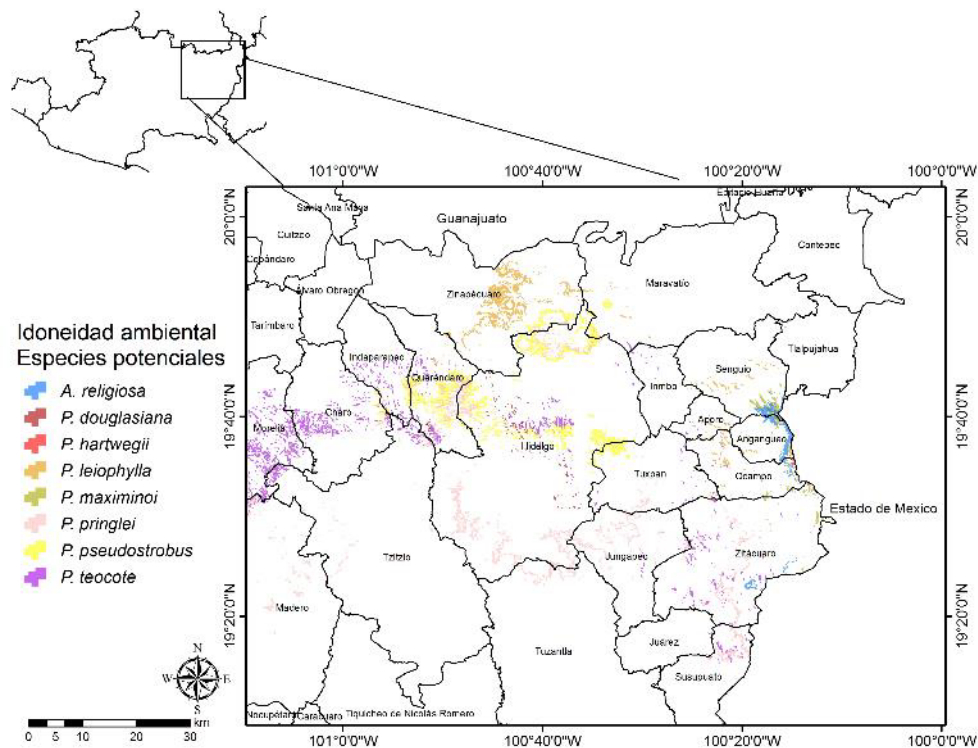 101°0'0"W 100°40'0"W 100°20'0"W 100°0'0"W
20°0'0"N
19°40'0"N
19°20'0"N
Santa Ana Maya
Guanajuato
Cuitzeo
Contepec
Copándaro
Álvaro Obregón
Zinapécuaro
Maravatío
Tarímbaro
Tlalpujahua
Indaparapeo
Senguio
Queréndaro
Irimbo
Charo
Aporo
Morelia
Hidalgo
Angangueo
Tuxpan
Ocampo
Estado de Mexico
Tzitzio
Jungapeo
Zitácuaro
Madero
Juárez
Tuzantla
Susupuato
Nocupétaro
Carácuaro
Tiquicheo de Nicolás Romero
20°0'0"N
19°40'0"N
19°20'0"N
101°0'0"W 100°40'0"W 100°20'0"W 100°0'0"W
Idoneidad ambiental
Especies potenciales
A. religiosa
P. douglasiana
P. hartwegii
P. leiophylla
P. maximinoi
P. pringlei
P. pseudostrobus
P. teocote
N
W E
S
0 5 10 20 30
km